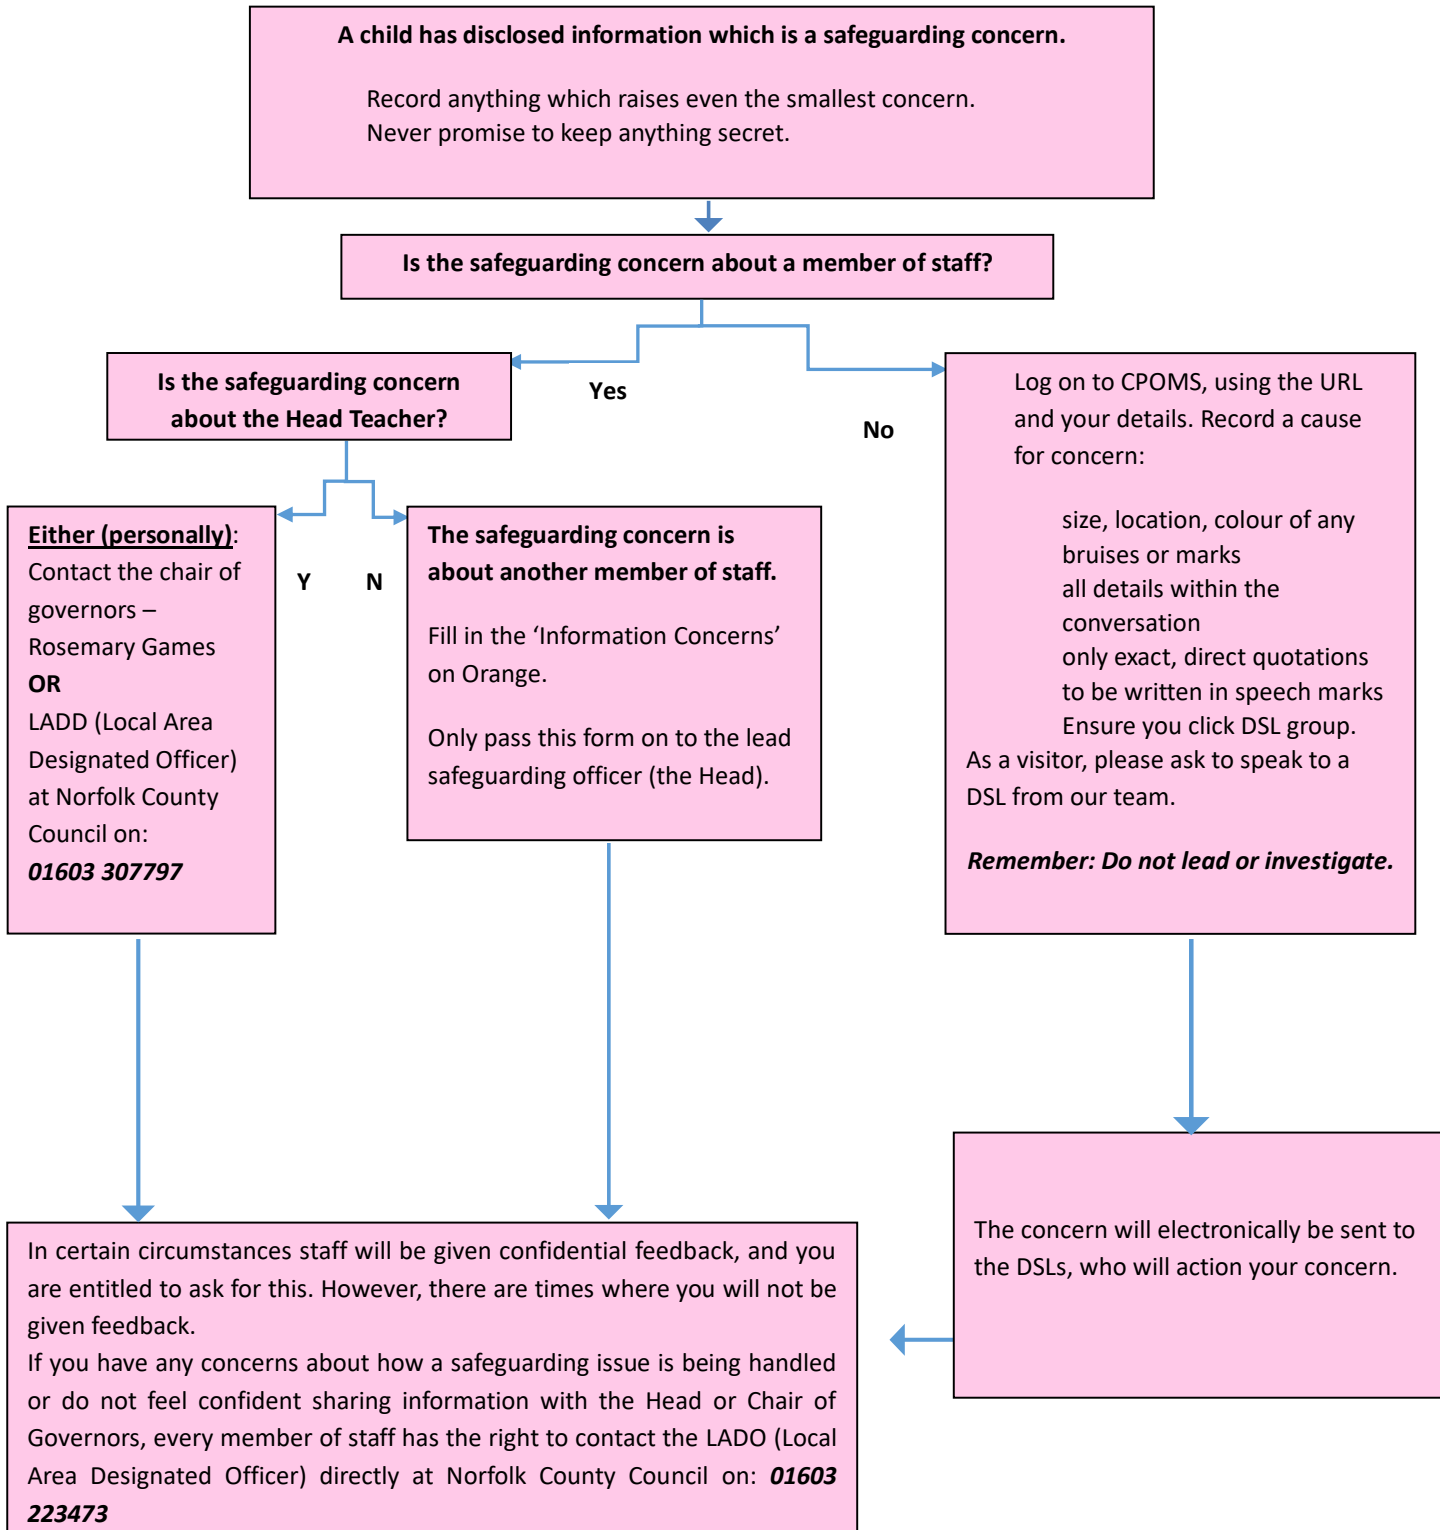 A child has disclosed information which is a safeguarding concern.
Record anything which raises even the smallest concern.
Never promise to keep anything secret.
Is the safeguarding concern about a member of staff?
Is the safeguarding concern
about the Head Teacher?
Yes
No
Log on to CPOMS, using the URL
and your details. Record a cause
for concern:
size, location, colour of any
bruises or marks
all details within the
conversation
only exact, direct quotations
to be written in speech marks
Ensure you click DSL group.
As a visitor, please ask to speak to a
DSL from our team.
Remember: Do not lead or investigate.
Either (personally):
Contact the chair of
governors –
Rosemary Games
OR
LADD (Local Area
Designated Officer)
at Norfolk County
Council on:
01603 307797
Y
N
The safeguarding concern is
about another member of staff.
Fill in the ‘Information Concerns’
on Orange.
Only pass this form on to the lead
safeguarding officer (the Head).
The concern will electronically be sent to
the DSLs, who will action your concern.
In certain circumstances staff will be given confidential feedback, and you
are entitled to ask for this. However, there are times where you will not be
given feedback.
If you have any concerns about how a safeguarding issue is being handled
or do not feel confident sharing information with the Head or Chair of
Governors, every member of staff has the right to contact the LADO (Local
Area Designated Officer) directly at Norfolk County Council on: 01603
223473